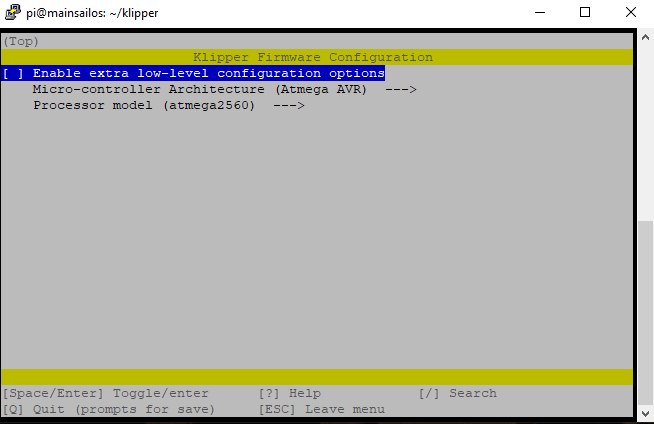 pi@mainsailos: ~/klipper
(Top)
Klipper Firmware Configuration
[ ] Enable extra low-level configuration options
Micro-controller Architecture (Atmega AVR)  --->
Processor model (atmega2560)  --->
[Space/Enter] Toggle/enter [?] Help [/] Search
[Q] Quit (prompts for save) [ESC] Leave menu